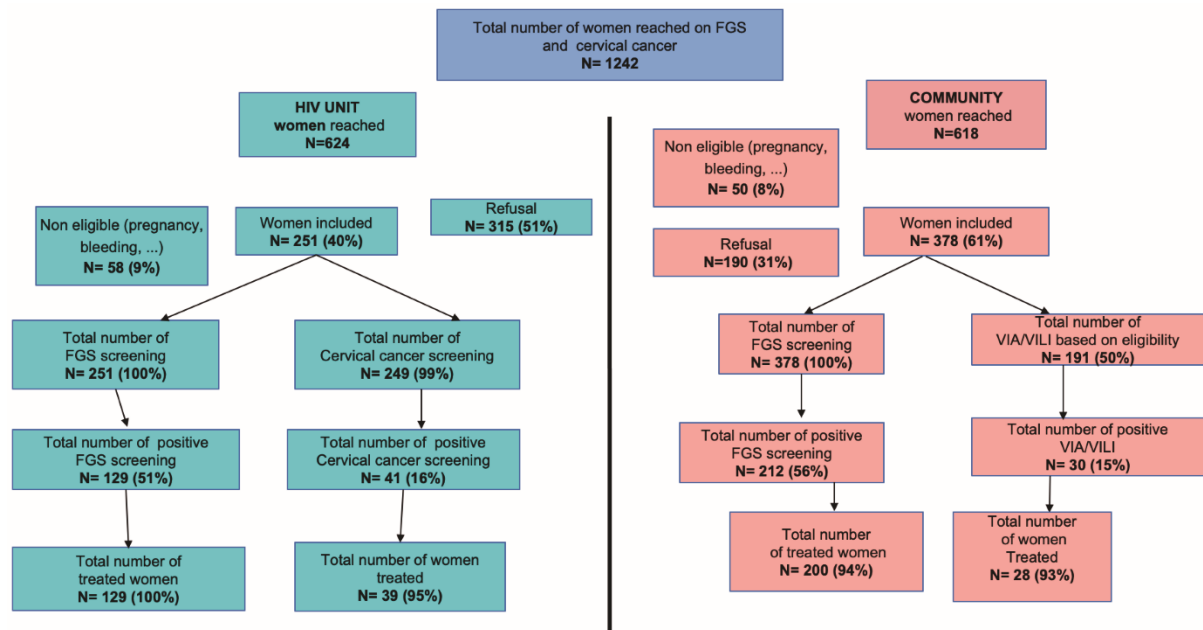 Total number of women reached on FGS
and cervical cancer
N= 1242
HIV UNIT
women reached
N=624
Non eligible (pregnancy,
bleeding, ...)
N= 58 (9%)
Women included
N= 251 (40%)
Refusal
N= 315 (51%)
Total number of
FGS screening
N= 251 (100%)
Total number of
Cervical cancer screening
N= 249 (99%)
Total number of positive
FGS screening
N= 129 (51%)
Total number of positive
Cervical cancer screening
N= 41 (16%)
Total number of
treated women
N= 129 (100%)
Total number of women
treated
N= 39 (95%)
COMMUNITY
women reached
N=618
Non eligible (pregnancy,
bleeding, ...)
N= 50 (8%)
Refusal
N=190 (31%)
Women included
N= 378 (61%)
Total number of
FGS screening
N= 378 (100%)
Total number of
VIA/VILI based on eligibility
N= 191 (50%)
Total number of positive
FGS screening
N= 212 (56%)
Total number of positive
VIA/VILI
N= 30 (15%)
Total number
of treated women
N= 200 (94%)
Total number
of women
Treated
N= 28 (93%)